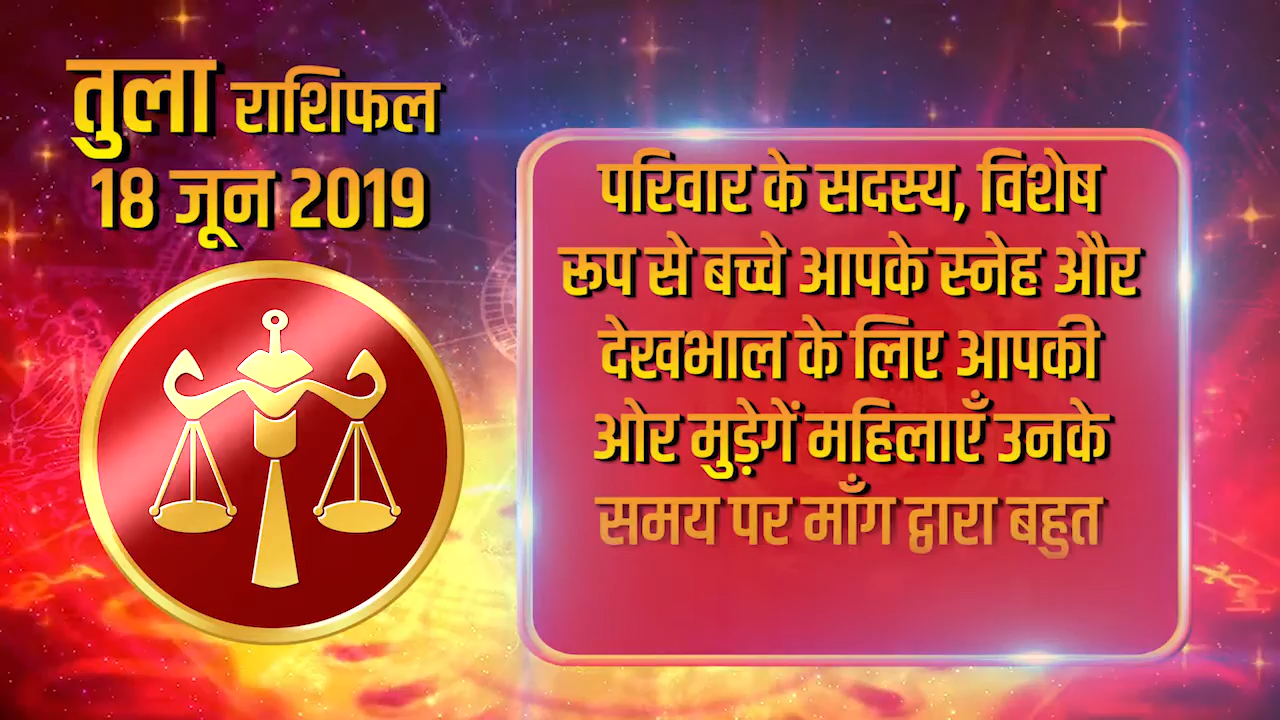 तुला राशिफल
18 जून 2019
परिवार के सदस्य, विशेष
रूप से बच्चे आपके स्नेह और
देखभाल के लिए आपकी
ओर मुड़ेगें महिलाएँ उनके
समय पर माँग द्वारा बहुत